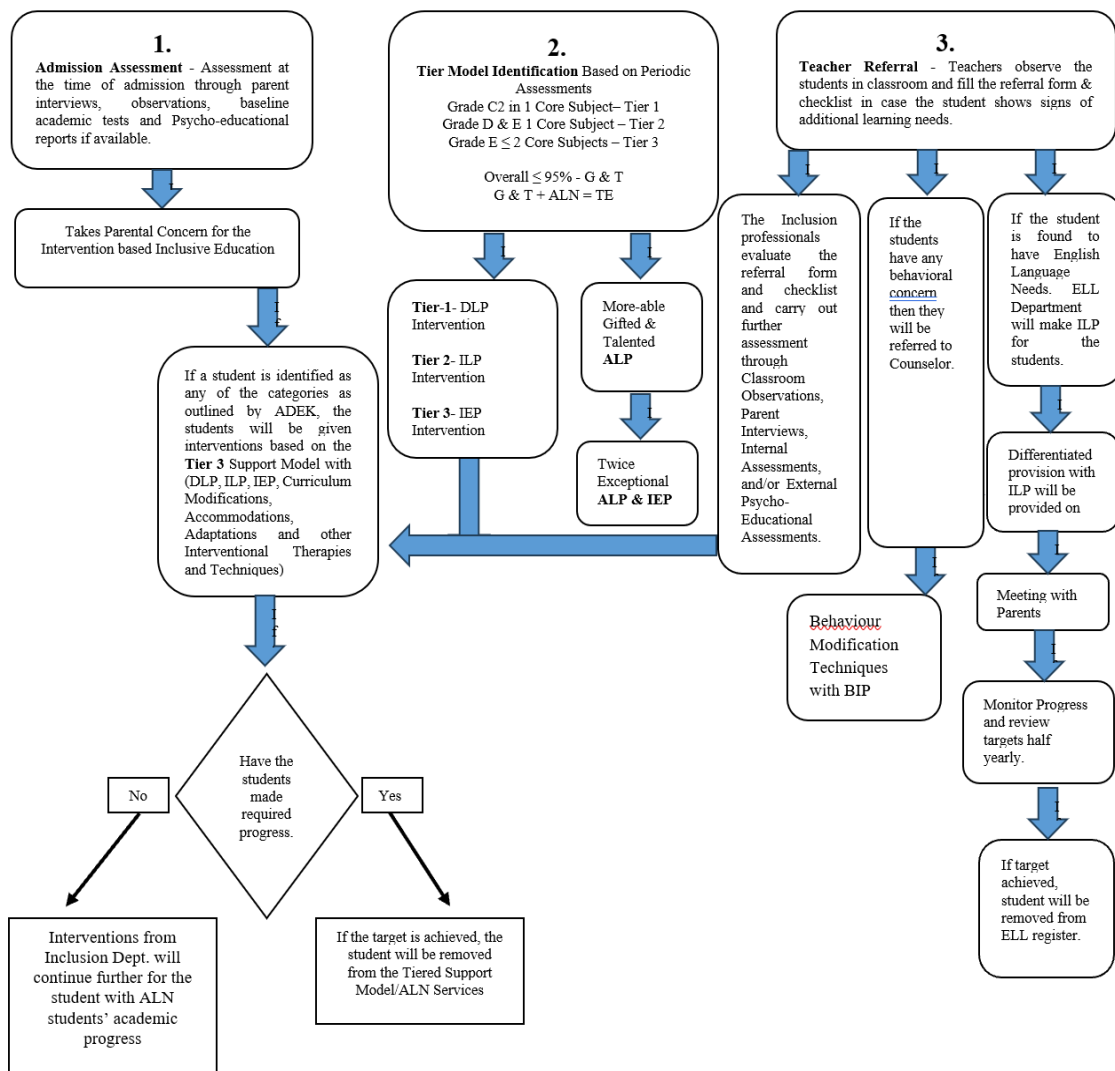 1.
Admission Assessment - Assessment at
the time of admission through parent
interviews, observations, baseline
academic tests and Psycho-educational
reports if available.
Takes Parental Concern for the
Intervention based Inclusive Education
If
If a student is identified as
any of the categories as
outlined by ADEK, the
students will be given
interventions based on the
Tier 3 Support Model with
(DLP, ILP, IEP, Curriculum
Modifications,
Accommodations,
Adaptations and other
Interventional Therapies
and Techniques)
If
Have the
students
made
required
progress.
No
Yes
Interventions from
Inclusion Dept. will
continue further for the
student with ALN
students’ academic
progress
If the target is achieved, the
student will be removed
from the Tiered Support
Model/ALN Services
2.
Tier Model Identification Based on Periodic
Assessments
Grade C2 in 1 Core Subject– Tier 1
Grade D & E 1 Core Subject – Tier 2
Grade E ≤ 2 Core Subjects – Tier 3
Overall ≤ 95% - G & T
G & T + ALN = TE
Tier-1- DLP
Intervention
Tier 2- ILP
Intervention
Tier 3- IEP
Intervention
More-able
Gifted &
Talented
ALP
Twice
Exceptional
ALP & IEP
3.
Teacher Referral - Teachers observe the
students in classroom and fill the referral form &
checklist in case the student shows signs of
additional learning needs.
The Inclusion
professionals
evaluate the
referral form
and checklist
and carry out
further
assessment
through
Classroom
Observations,
Parent
Interviews,
Internal
Assessments,
and/or External
Psycho-
Educational
Assessments.
If the
students
have any
behavioral
concern
then they
will be
referred to
Counselor.
Behaviour
Modification
Techniques
with BIP
If the student
is found to
have English
Language
Needs. ELL
Department
will make ILP
for the
students.
Differentiated
provision with
ILP will be
provided on
Meeting with
Parents
Monitor Progress
and review
targets half
yearly.
If target
achieved,
student will be
removed from
ELL register.